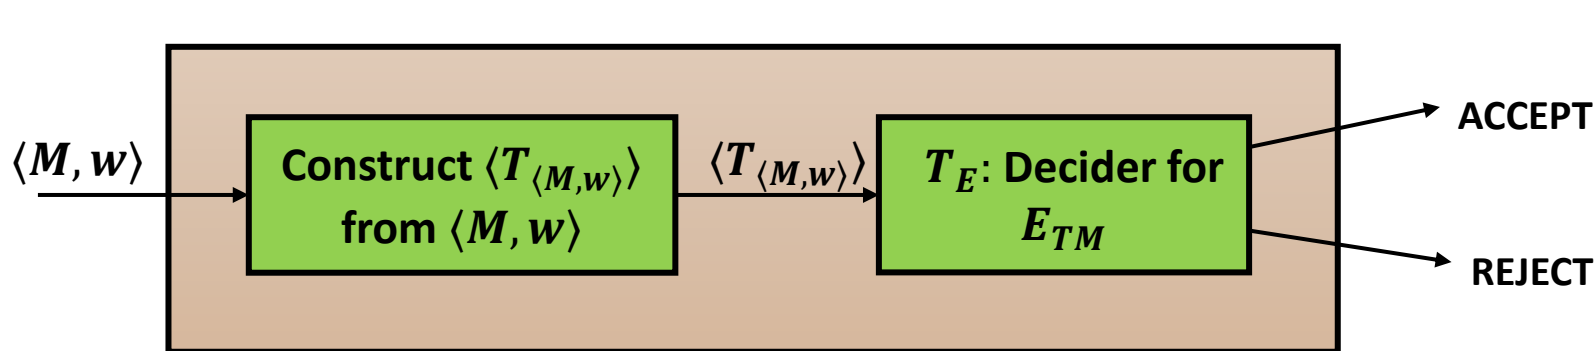 ⟨M, w⟩
Construct ⟨T⟨M,w⟩⟩
from ⟨M, w⟩
⟨T⟨M,w⟩⟩
T_E: Decider for
E_TM
ACCEPT
REJECT